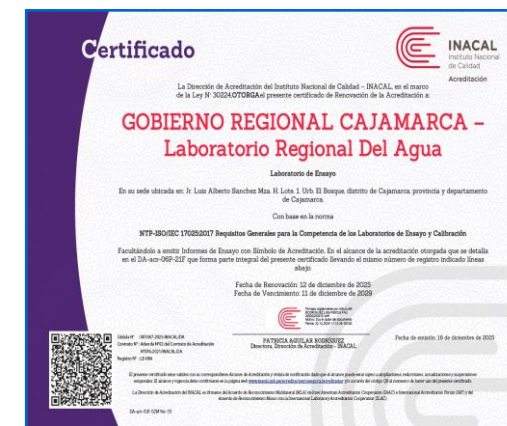 Certificado
INACAL
Instituto Nacional
de Calidad
Acreditación
La Dirección de Acreditación del Instituto Nacional de Calidad – INACAL, en el marco
de la Ley N° 30224, OTORGA el presente certificado de Renovación de la Acreditación a:
GOBIERNO REGIONAL CAJAMARCA –
Laboratorio Regional Del Agua
Laboratorio de Ensayo
En su sede ubicada en: Jr. Luis Alberto Sanchez Mza. H. Lote. 1. Urb. El Bosque, distrito de Cajamarca, provincia y departamento
de Cajamarca.
Con base en la norma
NTP-ISO/IEC 17025:2017 Requisitos Generales para la Competencia de los Laboratorios de Ensayo y Calibración
Facultándolo a emitir Informes de Ensayo con Símbolo de Acreditación. En el alcance de la acreditación otorgada que se detalla
en el DA-acr-06P-21F que forma parte integral del presente certificado llevando el mismo número de registro indicado líneas
abajo.
Fecha de Renovación: 12 de diciembre de 2025
Fecha de Vencimiento: 11 de diciembre de 2029
PATRICIA AGUILAR RODRÍGUEZ
Directora, Dirección de Acreditación - INACAL
Fecha de emisión: 18 de diciembre de 2025